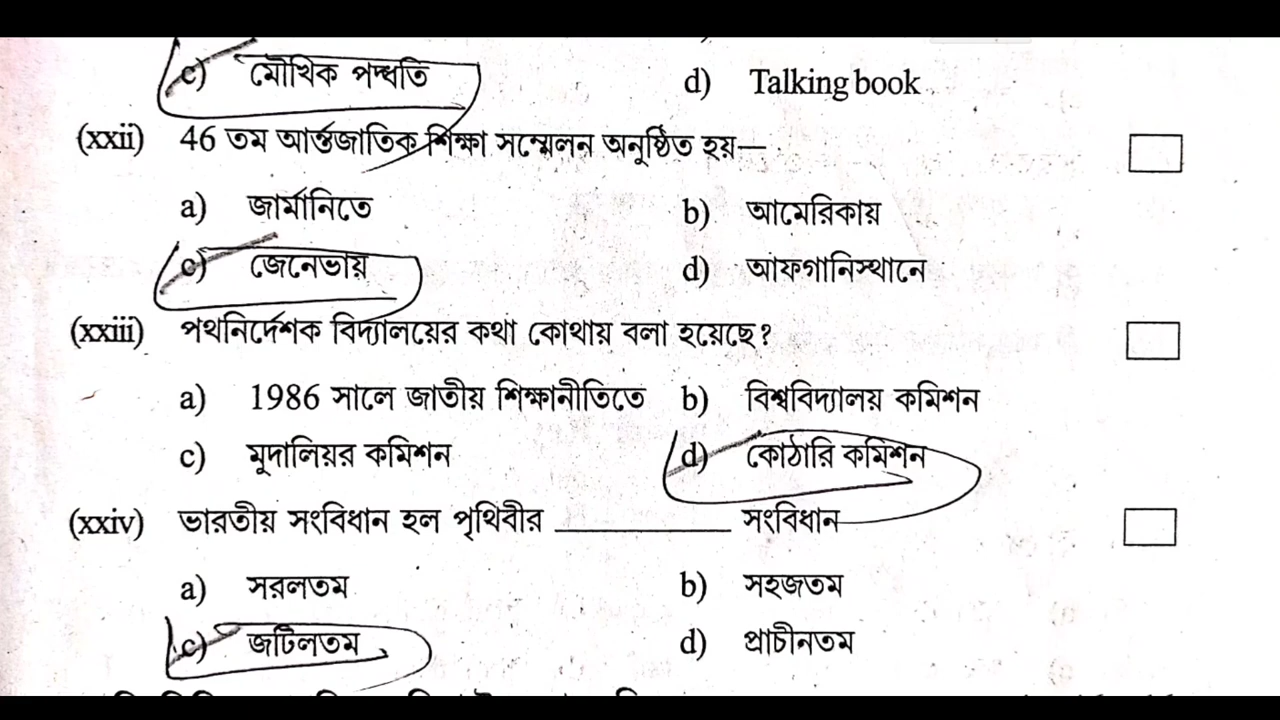 c) মৌখিক পদ্ধতি d) Talking book
(xxii) 46 তম আর্ন্তজাতিক শিক্ষা সম্মেলন অনুষ্ঠিত হয়—
a) জার্মানিতে b) আমেরিকায়
c) জেনেভায় d) আফগানিস্থানে
(xxiii) পথনির্দেশক বিদ্যালয়ের কথা কোথায় বলা হয়েছে?
a) 1986 সালে জাতীয় শিক্ষানীতিতে b) বিশ্ববিদ্যালয় কমিশন
c) মুদালিয়র কমিশন d) কোঠারি কমিশন
(xxiv) ভারতীয় সংবিধান হল পৃথিবীর ____________ সংবিধান
a) সরলতম b) সহজতম
c) জটিলতম d) প্রাচীনতম